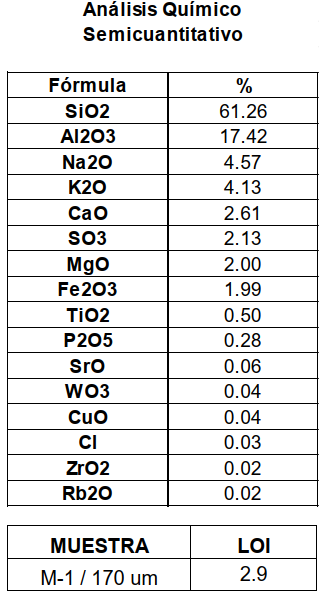 Análisis Químico
Semicuantitativo
Fórmula %
SiO2 61.26
Al2O3 17.42
Na2O 4.57
K2O 4.13
CaO 2.61
SO3 2.13
MgO 2.00
Fe2O3 1.99
TiO2 0.50
P2O5 0.28
SrO 0.06
WO3 0.04
CuO 0.04
Cl 0.03
ZrO2 0.02
Rb2O 0.02
MUESTRA LOI
M-1 / 170 um 2.9